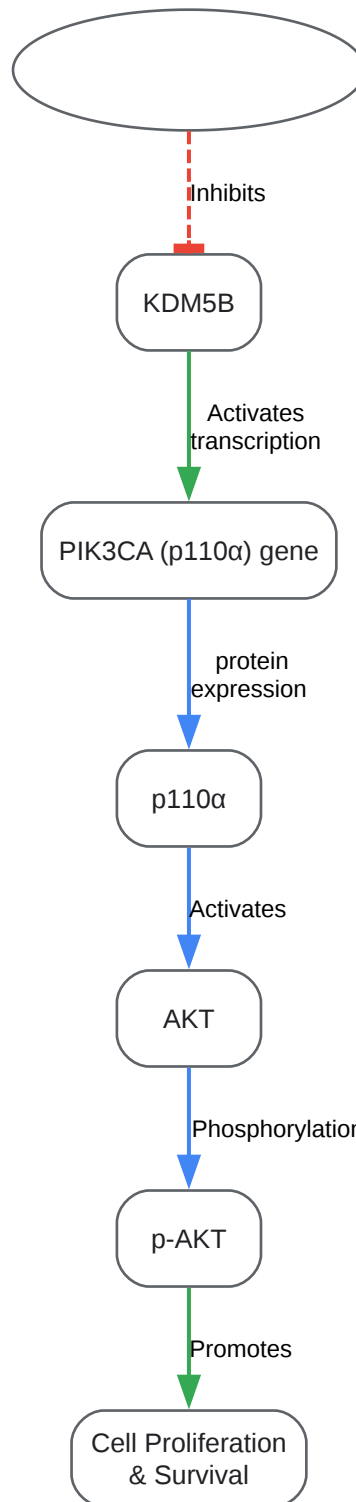 Inhibits
KDM5B
Activates
transcription
PIK3CA (p110α) gene
protein
expression
p110α
Activates
AKT
Phosphorylation
p-AKT
Promotes
Cell Proliferation
& Survival